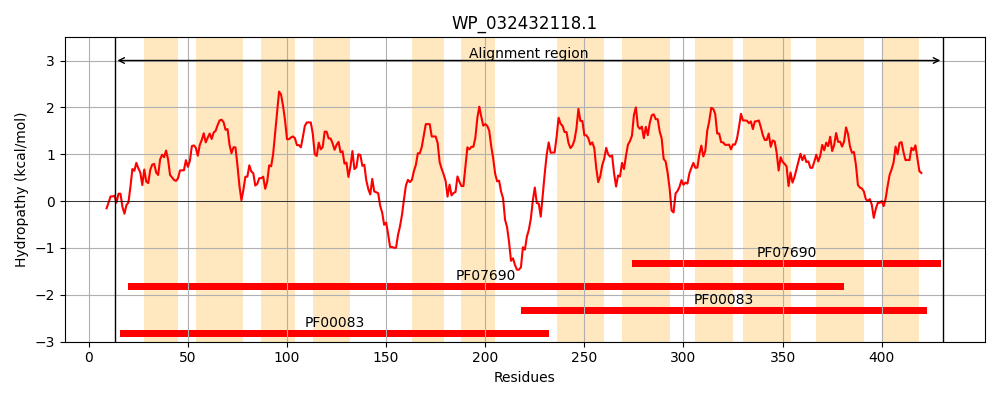 WP_032432118.1
Alignment region
Hydropathy (kcal/mol)
3
2
1
0
−1
−2
−3
PF07690
PF07690
PF00083
PF00083
0 50 100 150 200 250 300 350 400
Residues